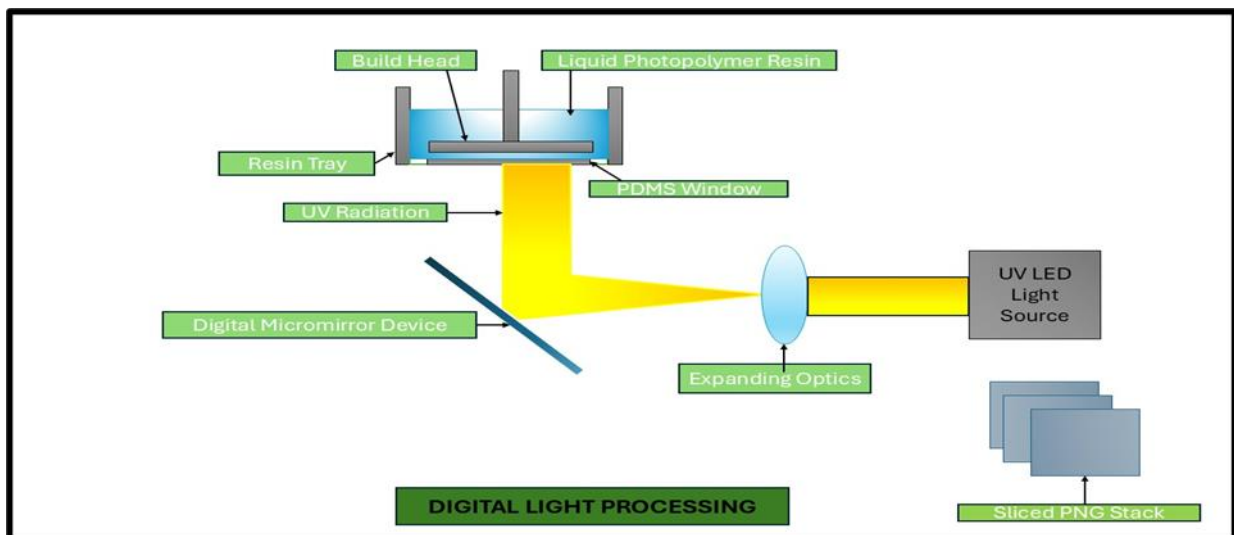 Build Head
Liquid Photopolymer Resin
Resin Tray
PDMS Window
UV Radiation
UV LED
Light
Source
Digital Micromirror Device
Expanding Optics
DIGITAL LIGHT PROCESSING
Sliced PNG Stack